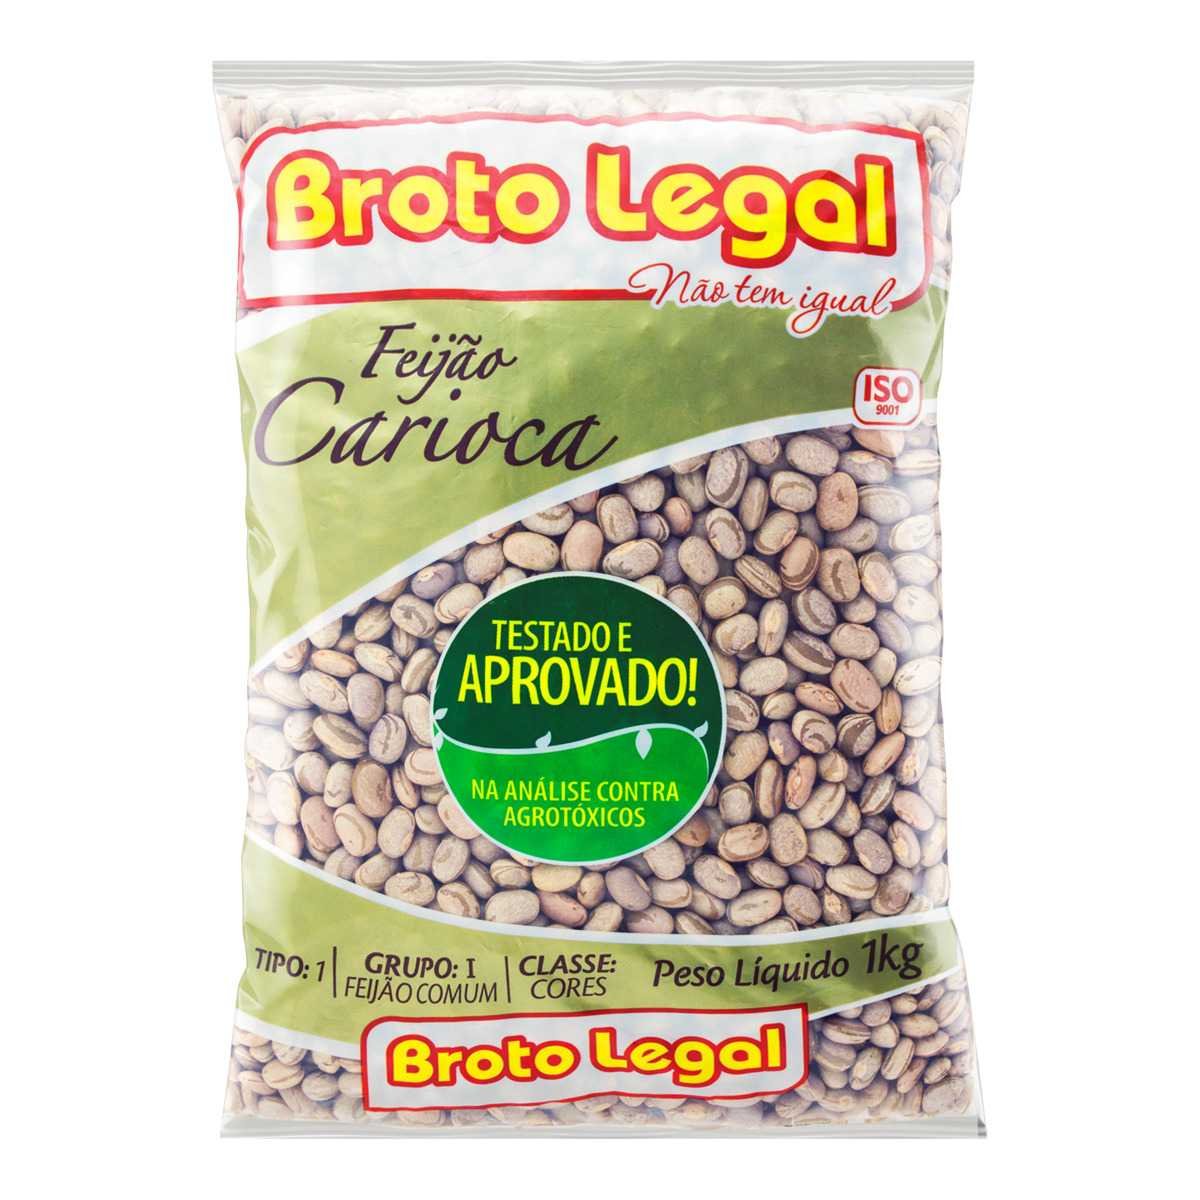 Broto Legal
Não tem igual
Feijão
Carioca
ISO
9001
TESTADO E
APROVADO!
NA ANÁLISE CONTRA
AGROTÓXICOS
TIPO: 1
GRUPO: I
FEIJÃO COMUM
CLASSE:
CORES
Peso Líquido 1kg
Broto Legal